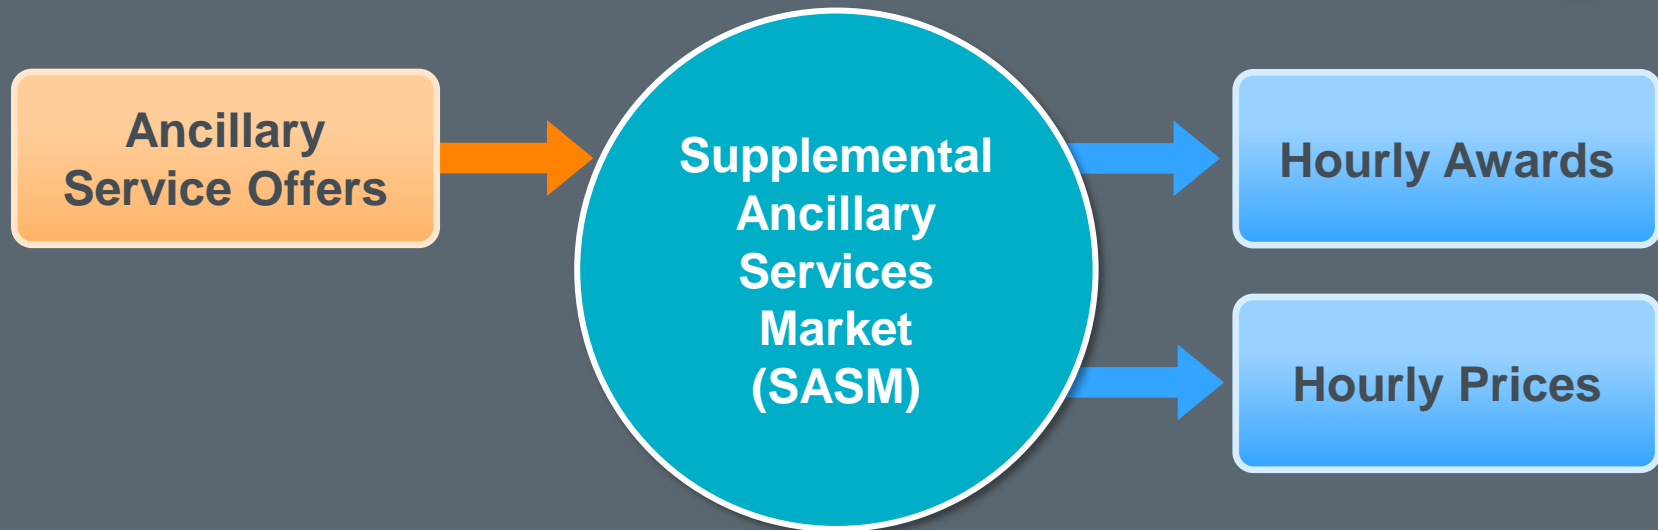 Ancillary
Service Offers
Supplemental
Ancillary
Services
Market
(SASM)
Hourly Awards
Hourly Prices